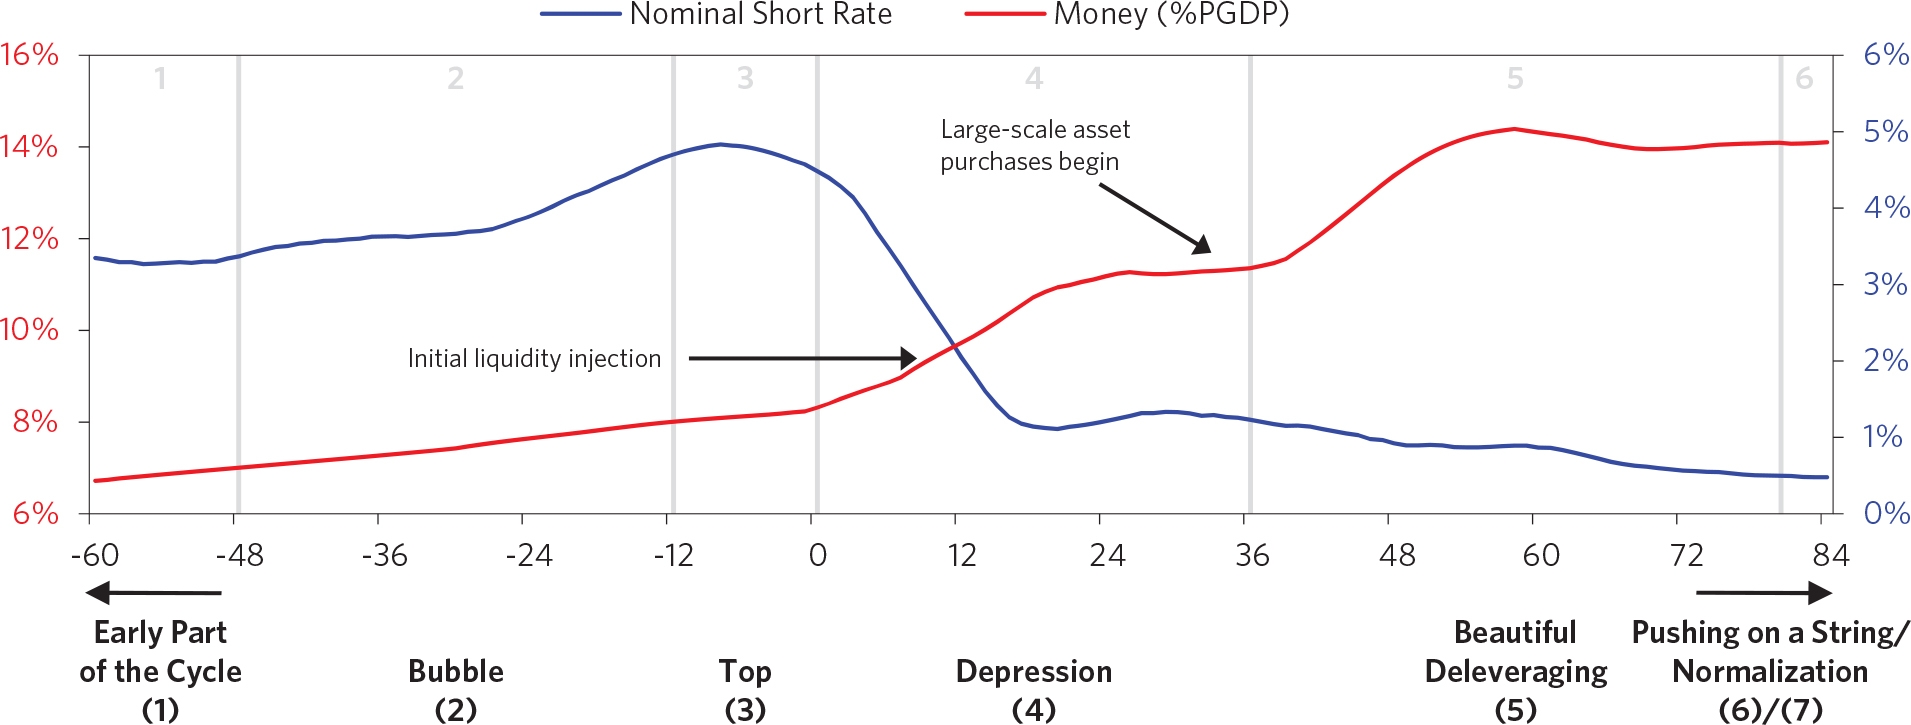 Nominal Short Rate Money (%PGDP)
16% 6%
1 2 3 4 5 6
Large-scale asset
purchases begin
14% 5%
12% 4%
3%
10%
Initial liquidity injection
2%
8% 1%
6% 0%
-60 -48 -36 -24 -12 0 12 24 36 48 60 72 84
Early Part
of the Cycle
(1)
Bubble
(2)
Top
(3)
Depression
(4)
Beautiful
Deleveraging
(5)
Pushing on a String/
Normalization
(6)/(7)